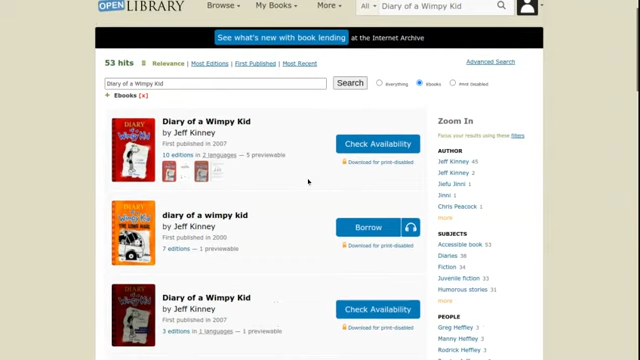 OPEN LIBRARY Browse My Books More All Diary of a Wimpy Kid
See what's new with book lending at the Internet Archive
53 hits Relevance Most Editions First Published Most Recent Advanced Search
Diary of a Wimpy Kid Search Everything Ebooks Print Disabled
+ Ebooks [x]
Diary of a Wimpy Kid
by Jeff Kinney
First published in 2007
10 editions in 2 languages — 5 previewable
Check Availability
Download for print-disabled
diary of a wimpy kid
by Jeff Kinney
First published in 2000
7 editions — 1 previewable
Borrow
Download for print-disabled
Diary of a Wimpy Kid
by Jeff Kinney
First published in 2007
3 editions in 1 languages — 1 previewable
Check Availability
Download for print-disabled
Zoom In
Focus your results using these filters
AUTHOR
Jeff Kinney 45
Jeff Kinney 2
Jiefu Jinni 1
Jinni 1
Chris Peacock 1
more
SUBJECTS
Accessible book 53
Diaries 38
Fiction 34
Juvenile fiction 33
Humorous stories 31
more
PEOPLE
Greg Heffley 3
Manny Heffley 3
Rodrick Heffley 3